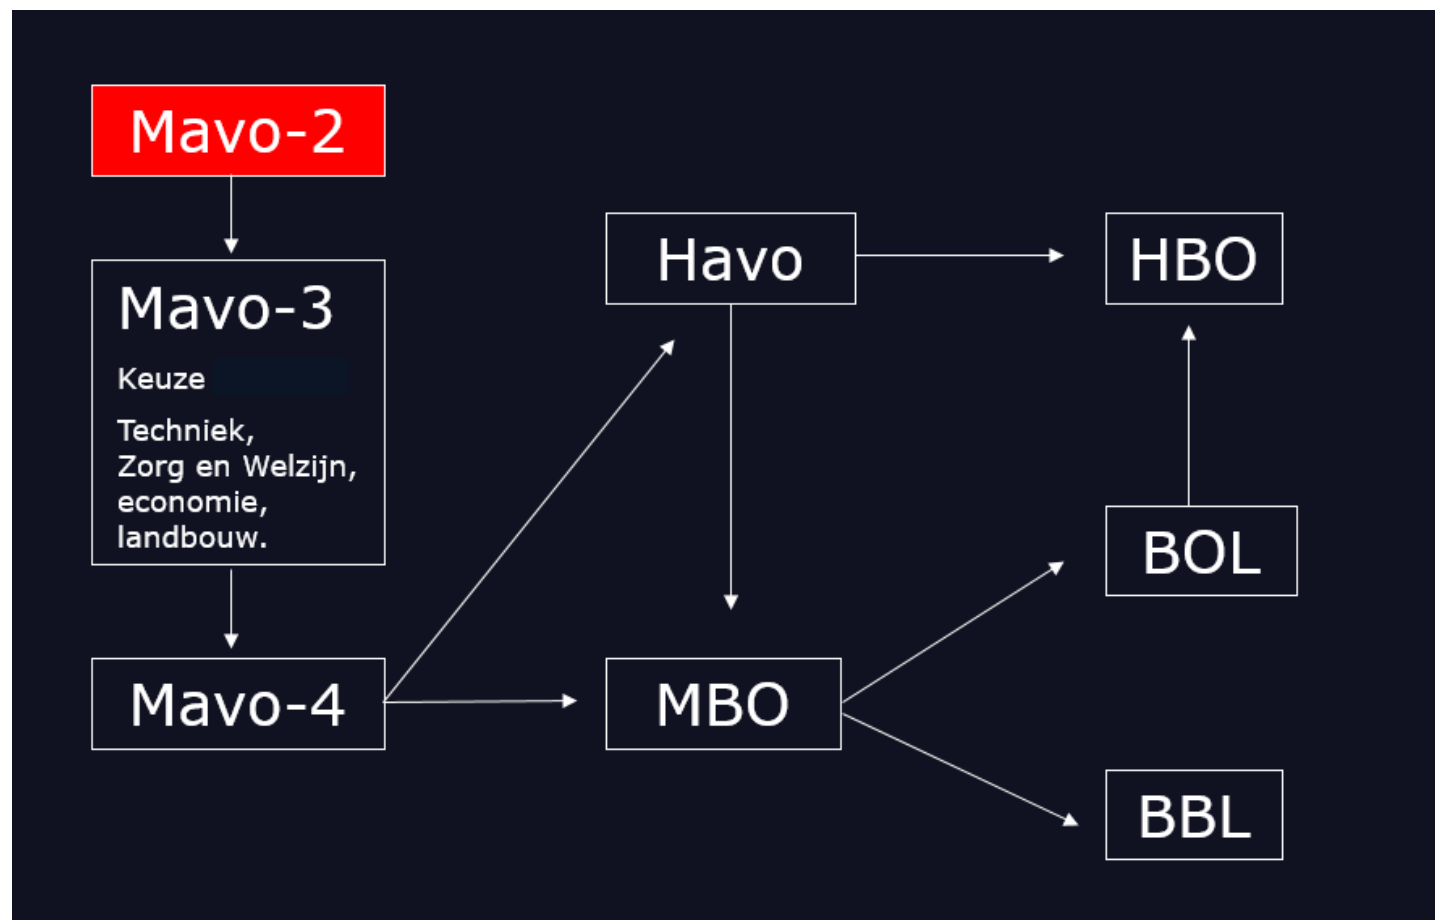 Mavo-2
Mavo-3
Keuze
Techniek,
Zorg en Welzijn,
economie,
landbouw.
Mavo-4
Havo
MBO
HBO
BOL
BBL